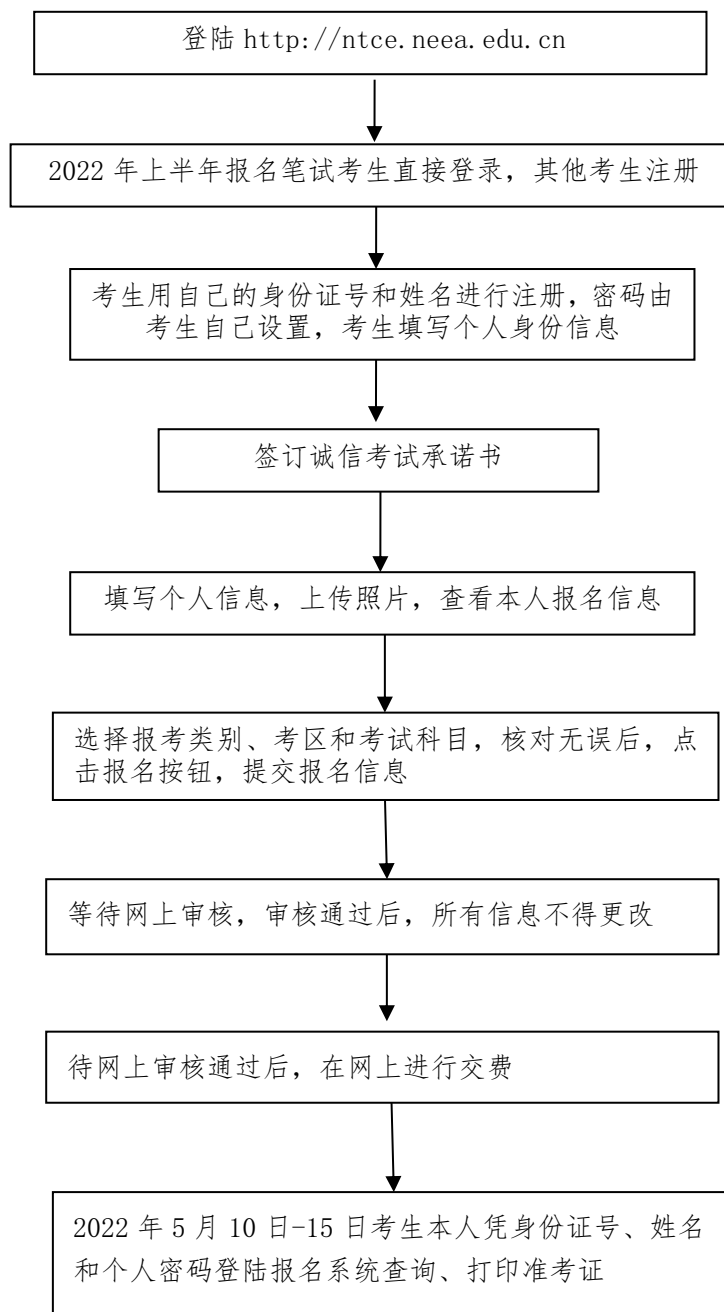 登陆 http://ntce.neea.edu.cn
2022 年上半年报名笔试考生直接登录，其他考生注册
考生用自己的身份证号和姓名进行注册，密码由
考生自己设置，考生填写个人身份信息
签订诚信考试承诺书
填写个人信息，上传照片，查看本人报名信息
选择报考类别、考区和考试科目，核对无误后，点
击报名按钮，提交报名信息
等待网上审核，审核通过后，所有信息不得更改
待网上审核通过后，在网上进行交费
2022 年 5 月 10 日-15 日考生本人凭身份证号、姓名
和个人密码登陆报名系统查询、打印准考证